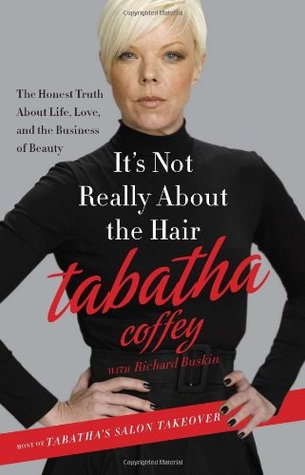 The Honest Truth
About Life, Love,
and the Business
of Beauty
It's Not
Really About
the Hair
tabatha
coffey
WITH Richard Buskin
HOST OF TABATHA'S SALON TAKEOVER